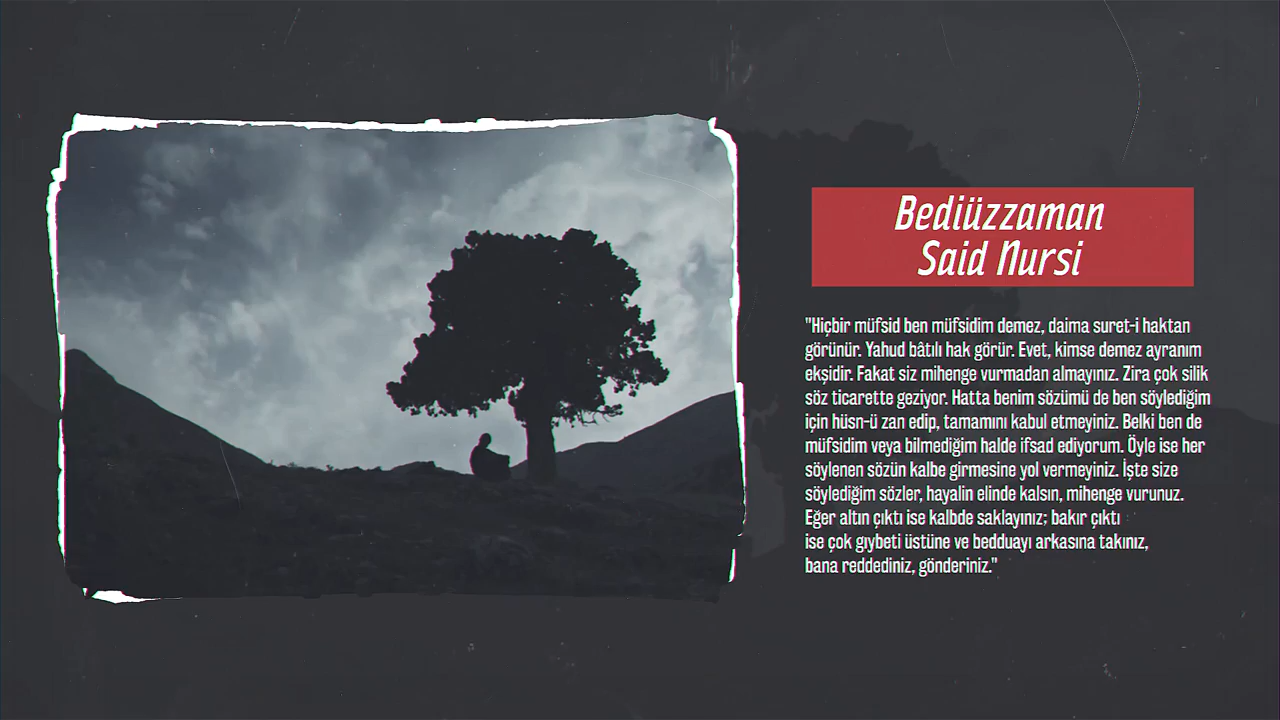 Bediüzzaman
Said Nursi
"Hiçbir müfsid ben müfsidim demez, daima suret-i haktan
görünür. Yahud bâtılı hak görür. Evet, kimse demez ayranım
ekşidir. Fakat siz mihenge vurmadan almayınız. Zira çok silik
söz ticarette geziyor. Hatta benim sözümü de ben söylediğim
için hüsn-ü zan edip, tamamını kabul etmeyiniz. Belki ben de
müfsidim veya bilmediğim halde ifsad ediyorum. Öyle ise her
söylenen sözün kalbe girmesine yol vermeyiniz. İşte size
söylediğim sözler, hayalin elinde kalsın, mihenge vurunuz.
Eğer altın çıktı ise kalbde saklayınız; bakır çıktı
ise çok gıybeti üstüne ve bedduayı arkasına takınız,
bana reddediniz, gönderiniz."